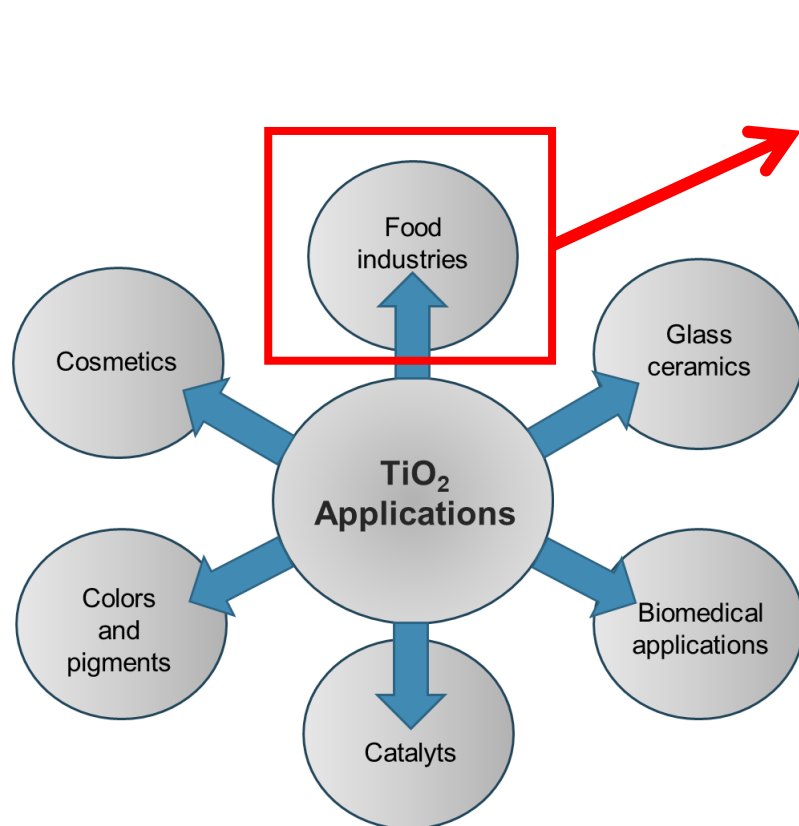 Food
industries
Glass
ceramics
Cosmetics
TiO₂
Applications
Colors
and
pigments
Biomedical
applications
Catalyts